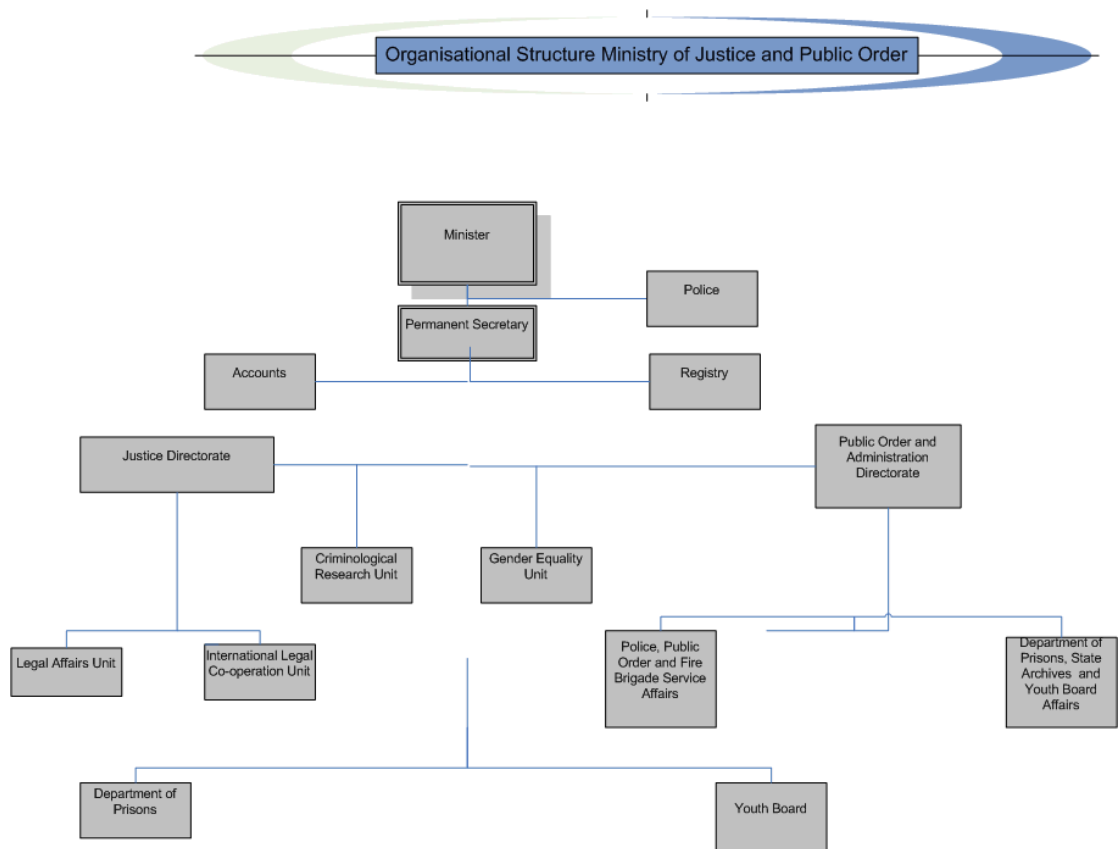 Organisational Structure Ministry of Justice and Public Order
Minister
Police
Permanent Secretary
Accounts
Registry
Justice Directorate
Public Order and
Administration
Directorate
Criminological
Research Unit
Gender Equality
Unit
Legal Affairs Unit
International Legal
Co-operation Unit
Police, Public
Order and Fire
Brigade Service
Affairs
Department of
Prisons, State
Archives and
Youth Board
Affairs
Department of
Prisons
Youth Board